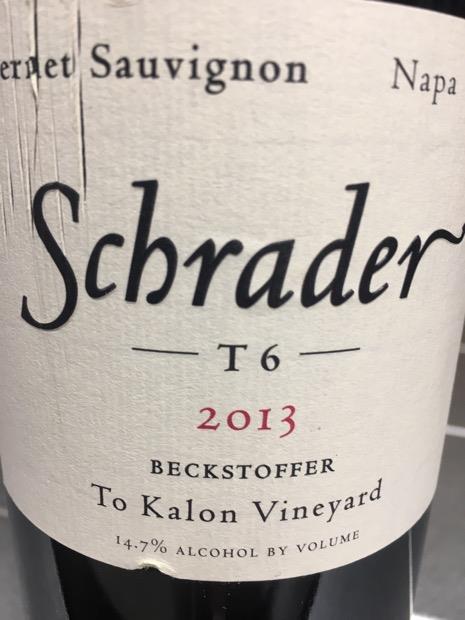 ernet Sauvignon Napa
Schrader
T6
2013
BECKSTOFFER
To Kalon Vineyard
14.7% ALCOHOL BY VOLUME